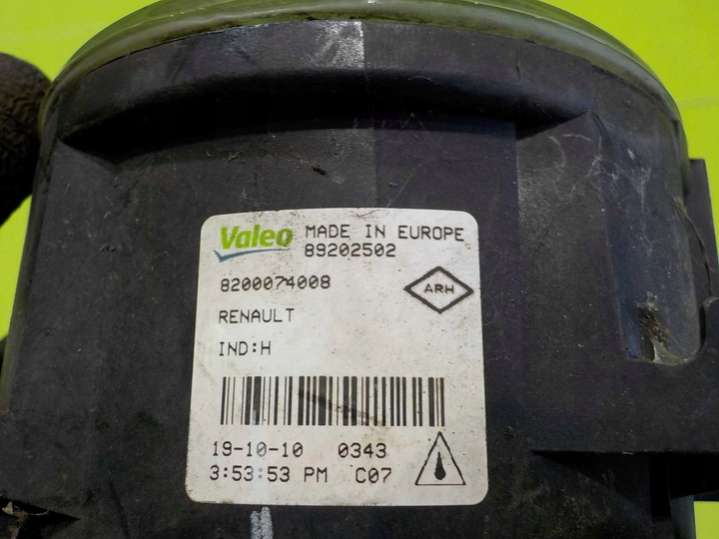 Valeo MADE IN EUROPE
89202502
8200074008
ARH
RENAULT
IND:H
19-10-10 0343
3:53:53 PM C07